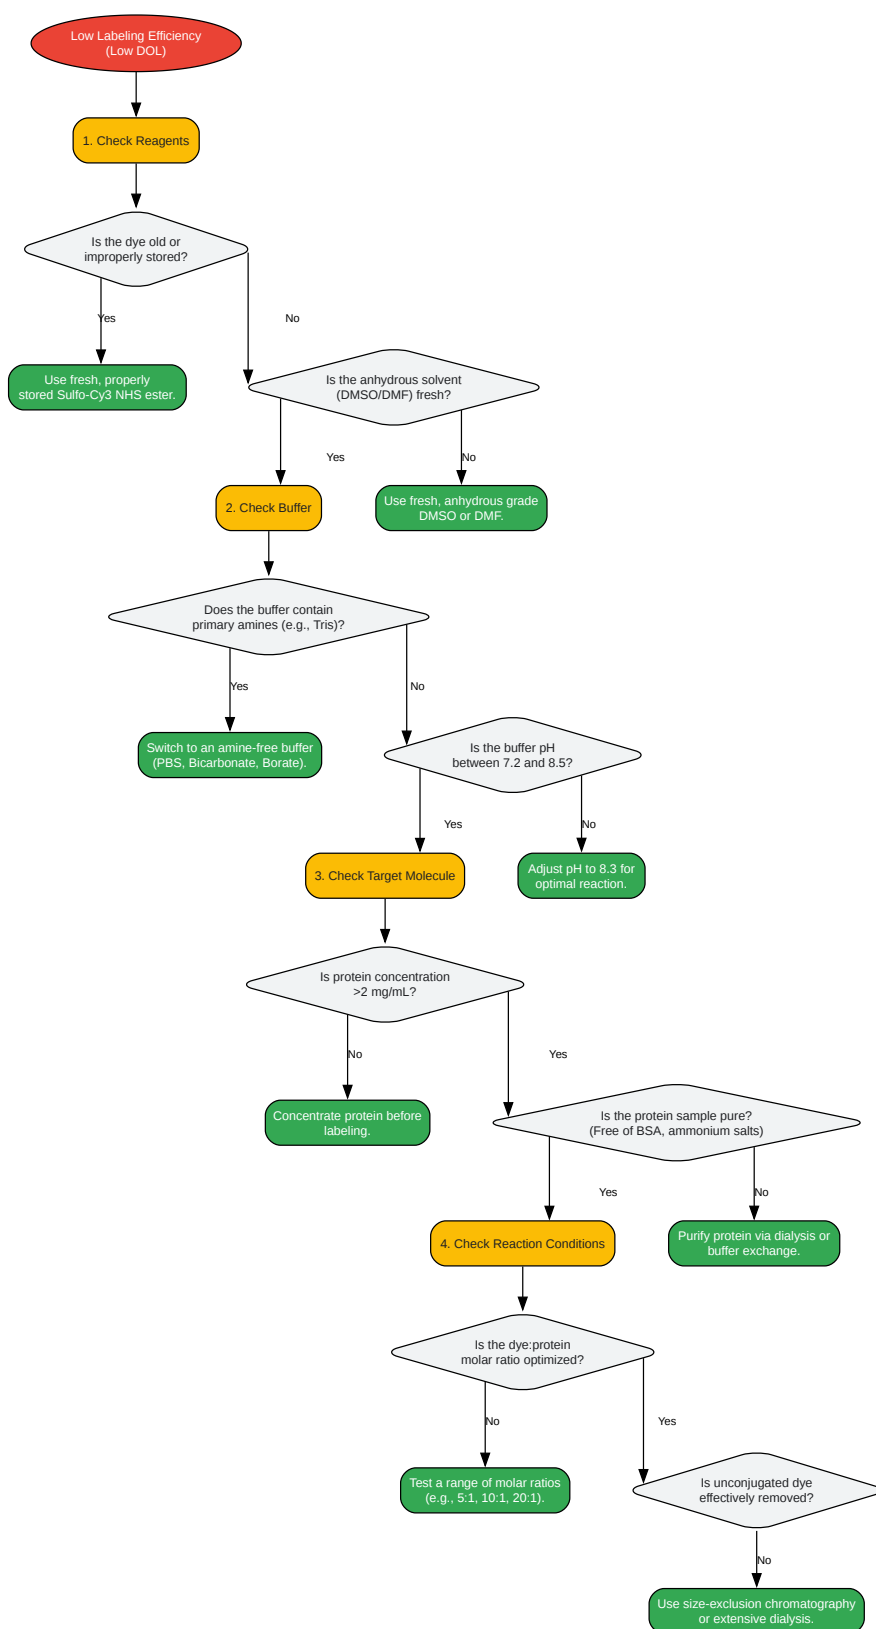 Low Labeling Efficiency
(Low DOL)
1. Check Reagents
Is the dye old or
improperly stored?
Yes
No
Use fresh, properly
stored Sulfo-Cy3 NHS ester.
Is the anhydrous solvent
(DMSO/DMF) fresh?
Yes
No
2. Check Buffer
Use fresh, anhydrous grade
DMSO or DMF.
Does the buffer contain
primary amines (e.g., Tris)?
Yes
No
Switch to an amine-free buffer
(PBS, Bicarbonate, Borate).
Is the buffer pH
between 7.2 and 8.5?
Yes
No
3. Check Target Molecule
Adjust pH to 8.3 for
optimal reaction.
Is protein concentration
>2 mg/mL?
No
Yes
Concentrate protein before
labeling.
Is the protein sample pure?
(Free of BSA, ammonium salts)
Yes
No
4. Check Reaction Conditions
Purify protein via dialysis or
buffer exchange.
Is the dye:protein
molar ratio optimized?
No
Yes
Test a range of molar ratios
(e.g., 5:1, 10:1, 20:1).
Is unconjugated dye
effectively removed?
No
Use size-exclusion chromatography
or extensive dialysis.